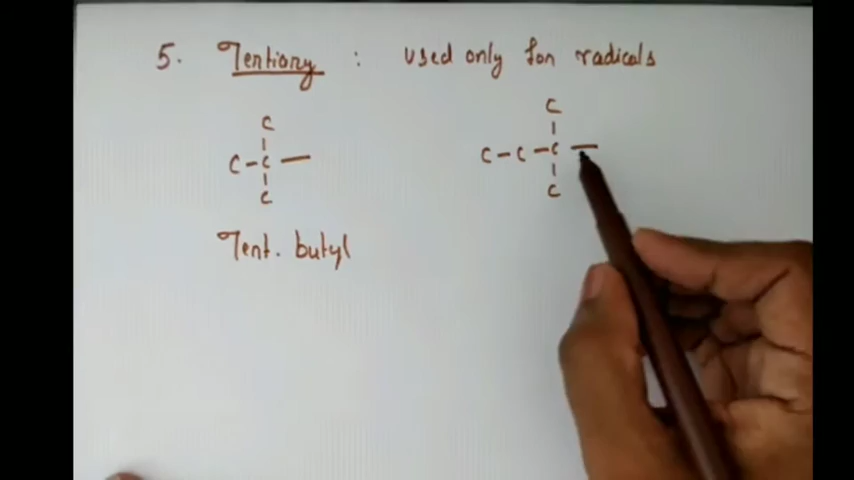 5. Tertiary : used only for radicals
C C
C-C- C-C-C-
C C
Tert. butyl